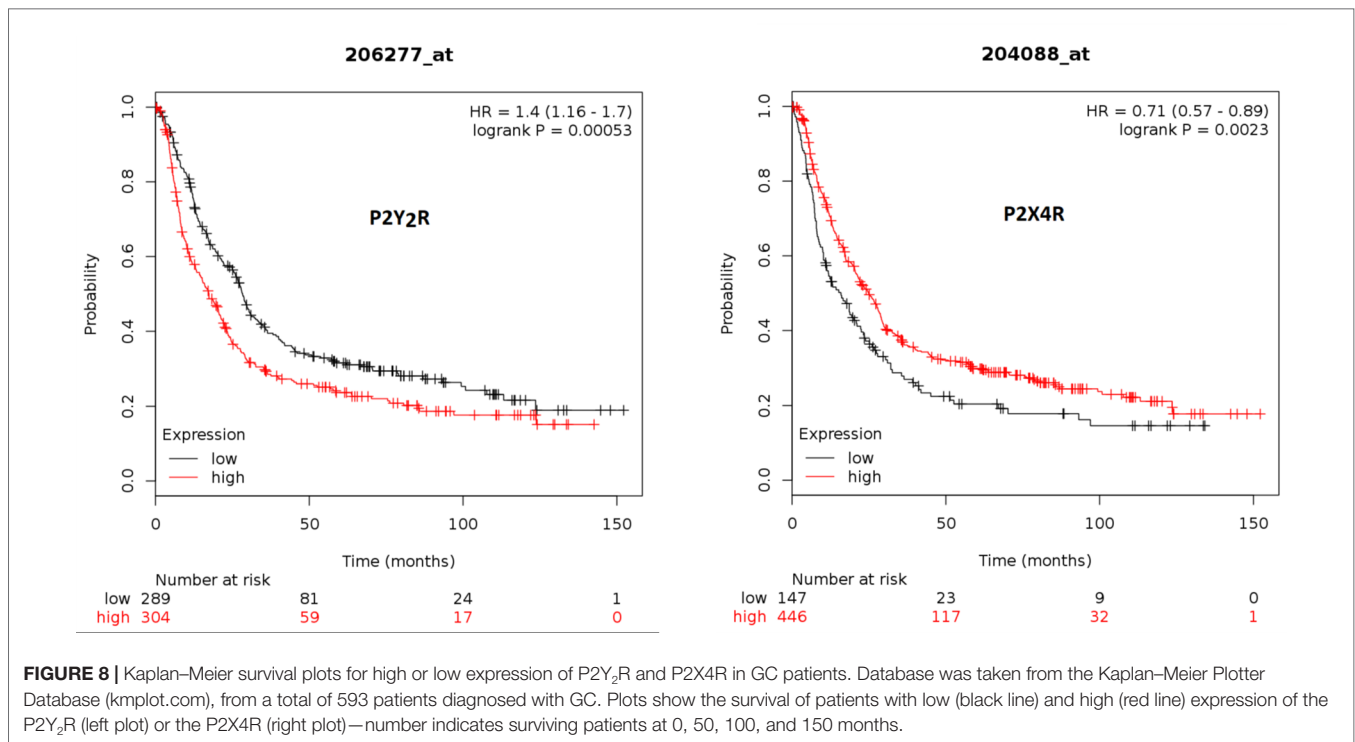 206277_at
1.0
0.8
0.6
0.4
0.2
0.0
Probability
HR = 1.4 (1.16 - 1.7)
logrank P = 0.00053
P2Y2R
Expression
low
high
0 50 100 150
Time (months)
Number at risk
low 289 81 24 1
high 304 59 17 0
204088_at
1.0
0.8
0.6
0.4
0.2
0.0
Probability
HR = 0.71 (0.57 - 0.89)
logrank P = 0.0023
P2X4R
Expression
low
high
0 50 100 150
Time (months)
Number at risk
low 147 23 9 0
high 446 117 32 1
FIGURE 8 | Kaplan–Meier survival plots for high or low expression of P2Y2R and P2X4R in GC patients. Database was taken from the Kaplan–Meier Plotter
Database (kmplot.com), from a total of 593 patients diagnosed with GC. Plots show the survival of patients with low (black line) and high (red line) expression of the
P2Y2R (left plot) or the P2X4R (right plot)—number indicates surviving patients at 0, 50, 100, and 150 months.